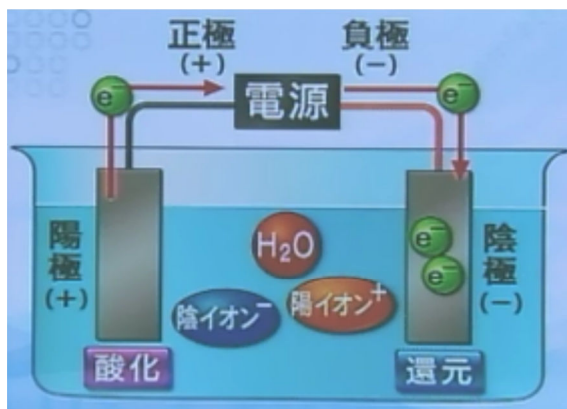 正極
(+)
負極
(−)
e⁻
電源
e⁻
陽極
(+)
H₂O
陰イオン⁻
陽イオン⁺
e⁻
e⁻
陰極
(−)
酸化
還元